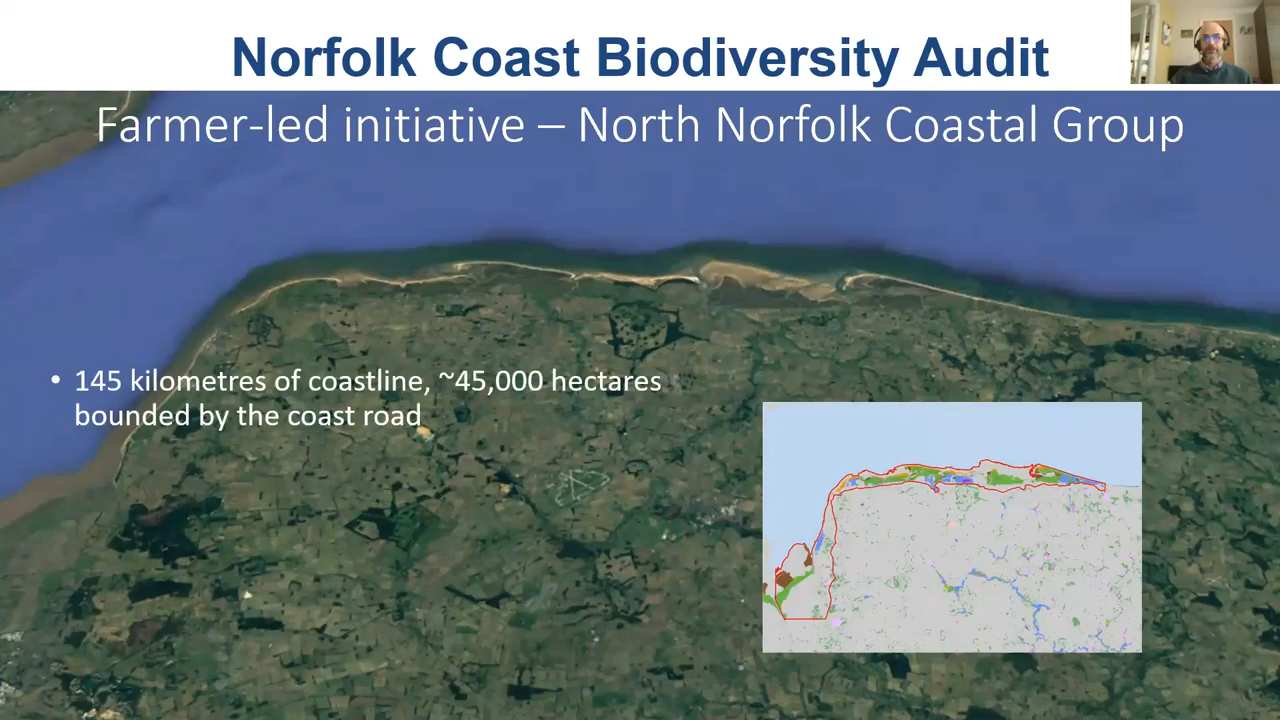 Norfolk Coast Biodiversity Audit
Farmer-led initiative – North Norfolk Coastal Group
• 145 kilometres of coastline, ~45,000 hectares
bounded by the coast road